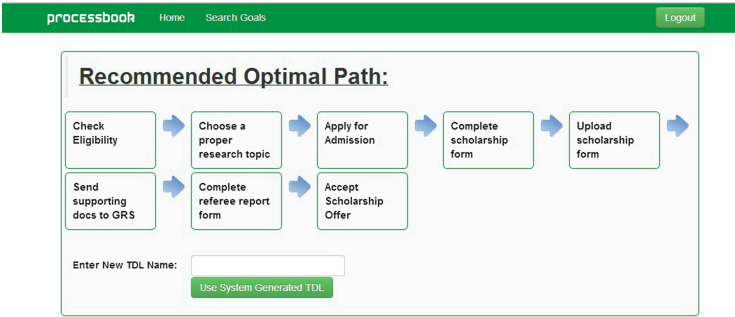 processbook Home Search Goals Logout
Recommended Optimal Path:
Check
Eligibility
Choose a
proper
research topic
Apply for
Admission
Complete
scholarship
form
Upload
scholarship
form
Send
supporting
docs to GRS
Complete
referee report
form
Accept
Scholarship
Offer
Enter New TDL Name:
Use System Generated TDL